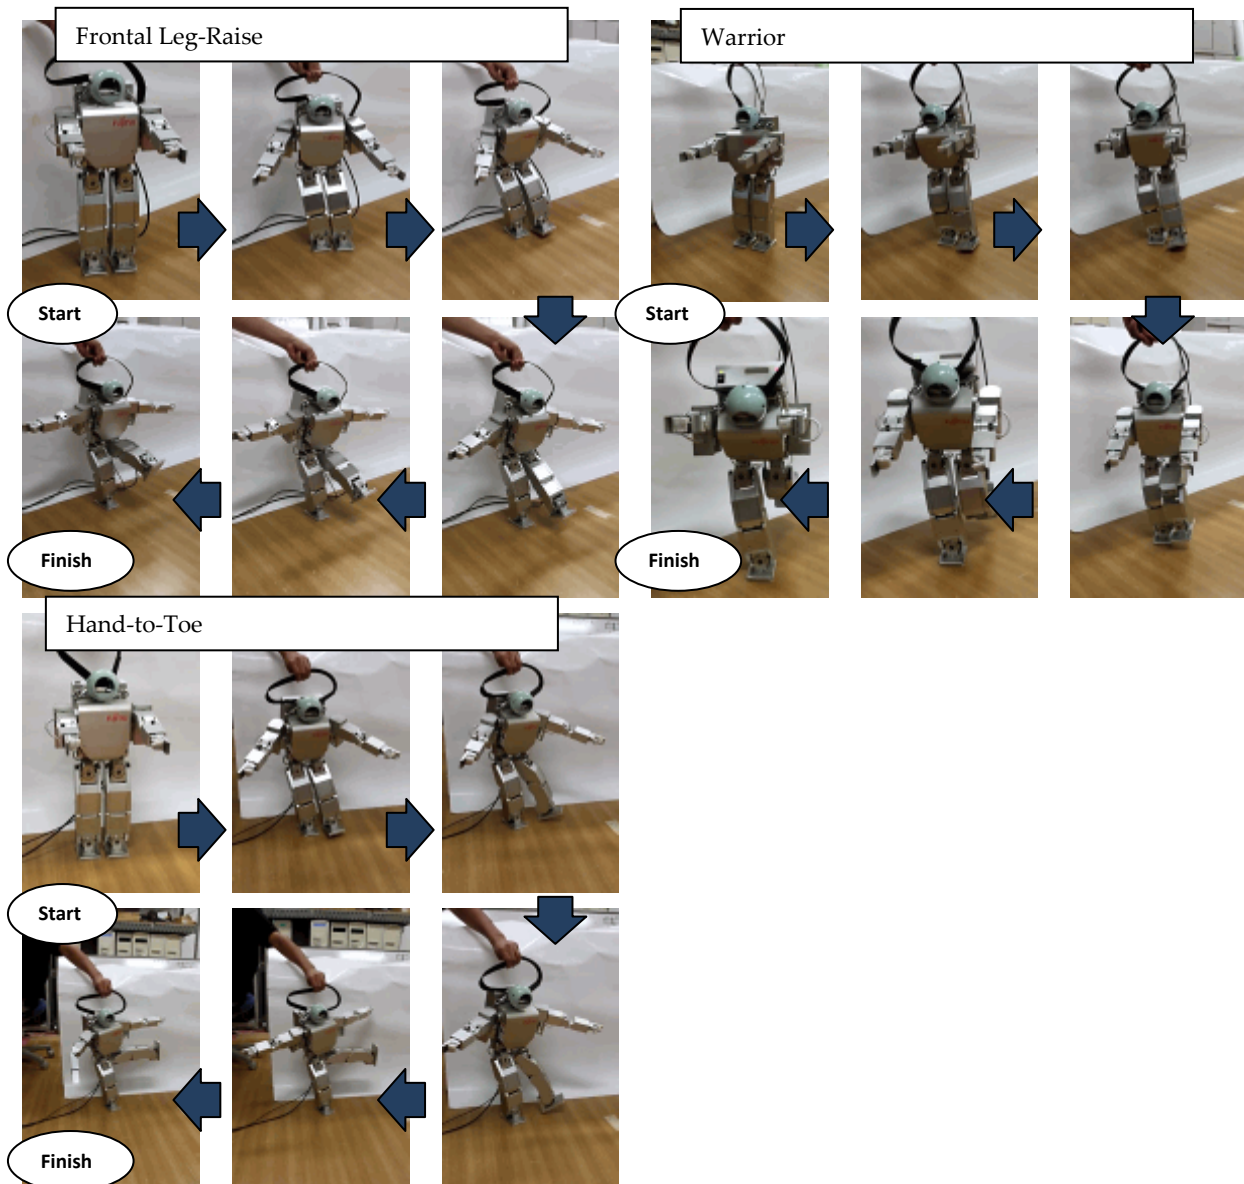 Frontal Leg-Raise
Warrior
Start
Start
Finish
Finish
Hand-to-Toe
Start
Finish